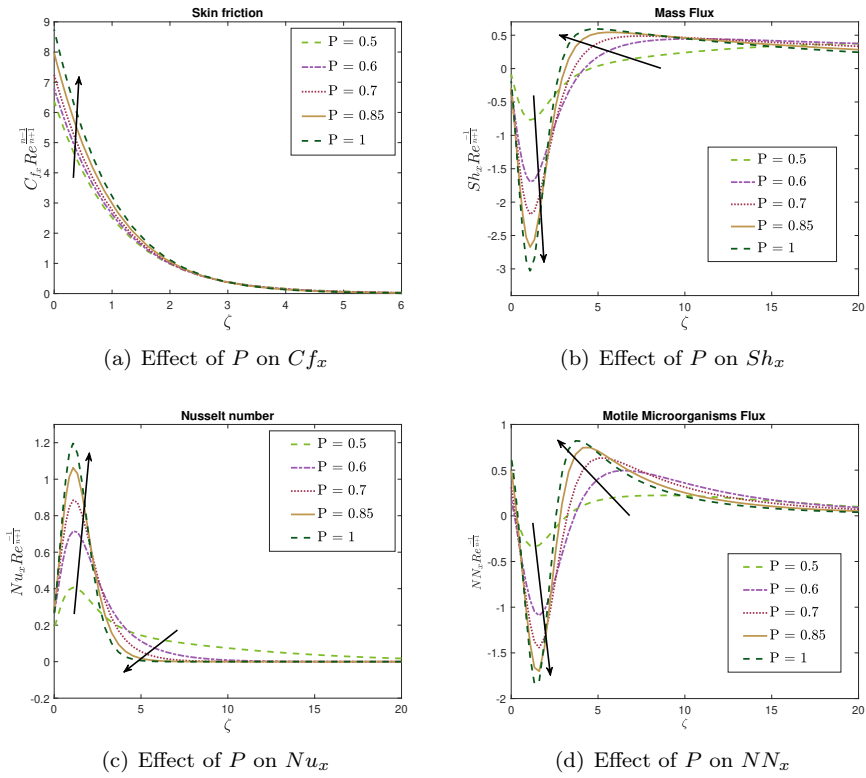 Skin friction
9
8
7
6
5
4
3
2
1
0
0 1 2 3 4 5 6
ζ
Cf_x Re^{\frac{n-1}{n+1}}
P = 0.5
P = 0.6
P = 0.7
P = 0.85
P = 1
(a) Effect of P on Cf_x
Mass Flux
0.5
0
-0.5
-1
-1.5
-2
-2.5
-3
0 5 10 15 20
ζ
Sh_x Re^{\frac{-1}{n+1}}
P = 0.5
P = 0.6
P = 0.7
P = 0.85
P = 1
(b) Effect of P on Sh_x
Nusselt number
1.2
1
0.8
0.6
0.4
0.2
0
-0.2
0 5 10 15 20
ζ
Nu_x Re^{\frac{-1}{n+1}}
P = 0.5
P = 0.6
P = 0.7
P = 0.85
P = 1
(c) Effect of P on Nu_x
Motile Microorganisms Flux
1
0.5
0
-0.5
-1
-1.5
-2
0 5 10 15 20
ζ
NN_x Re^{\frac{-1}{n+1}}
P = 0.5
P = 0.6
P = 0.7
P = 0.85
P = 1
(d) Effect of P on NN_x